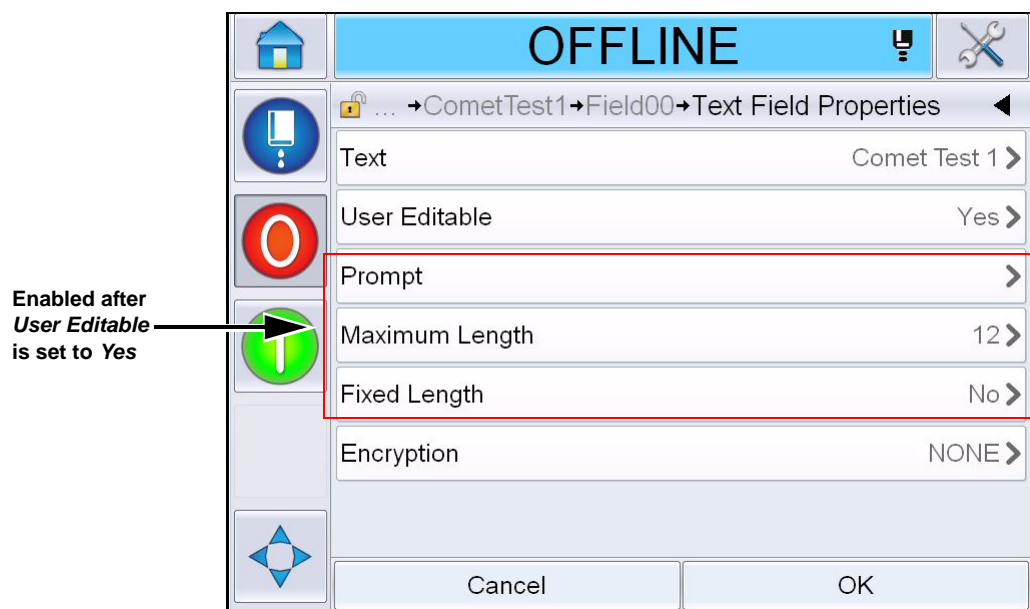 OFFLINE
... →CometTest1→Field00→Text Field Properties
Text Comet Test 1
User Editable Yes
Prompt
Enabled after
User Editable
is set to Yes
Maximum Length 12
Fixed Length No
Encryption NONE
Cancel OK